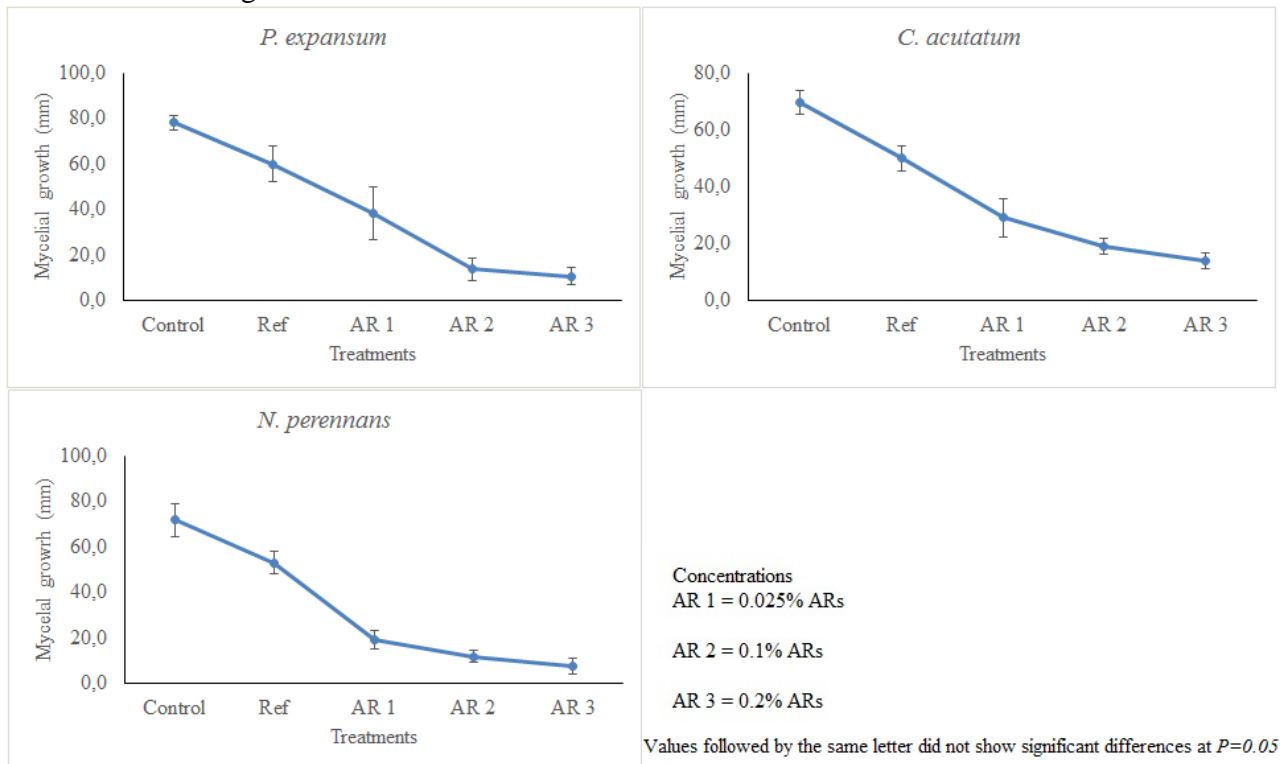 P. expansum
100,0
80,0
60,0
40,0
20,0
0,0
Mycelial growth (mm)
Control Ref AR 1 AR 2 AR 3
Treatments
C. acutatum
80,0
60,0
40,0
20,0
0,0
Mycelial growth (mm)
Control Ref AR 1 AR 2 AR 3
Treatments
N. perennans
100,0
80,0
60,0
40,0
20,0
0,0
Mycelal growrh (mm)
Control Ref AR 1 AR 2 AR 3
Treatments
Concentrations
AR 1 = 0.025% ARs
AR 2 = 0.1% ARs
AR 3 = 0.2% ARs
Values followed by the same letter did not show significant differences at P=0.05